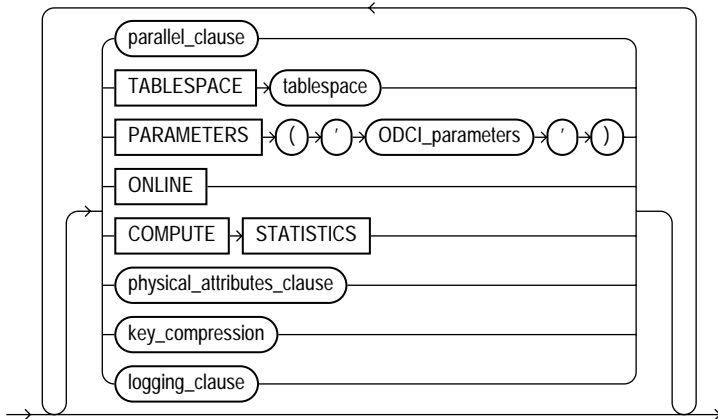 parallel_clause
TABLESPACE tablespace
PARAMETERS ( ' ODCI_parameters ' )
ONLINE
COMPUTE STATISTICS
physical_attributes_clause
key_compression
logging_clause